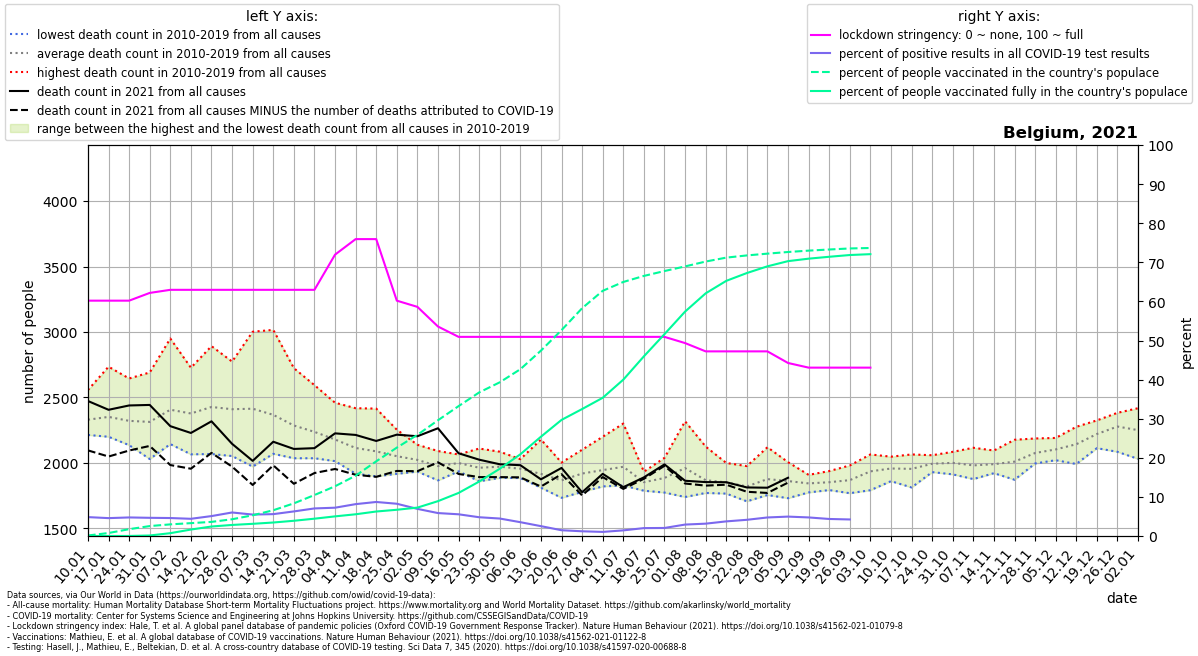 left Y axis:
lowest death count in 2010-2019 from all causes
average death count in 2010-2019 from all causes
highest death count in 2010-2019 from all causes
death count in 2021 from all causes
death count in 2021 from all causes MINUS the number of deaths attributed to COVID-19
range between the highest and the lowest death count from all causes in 2010-2019
right Y axis:
lockdown stringency: 0 ~ none, 100 ~ full
percent of positive results in all COVID-19 test results
percent of people vaccinated in the country's populace
percent of people vaccinated fully in the country's populace
Belgium, 2021
number of people
4000
3500
3000
2500
2000
1500
100
90
80
70
60
50
40
30
20
10
0
percent
10.01 17.01 24.01 31.01 07.02 14.02 21.02 28.02 07.03 14.03 21.03 28.03 04.04 11.04 18.04 25.04 02.05 09.05 16.05 23.05 30.05 06.06 13.06 20.06 27.06 04.07 11.07 18.07 25.07 01.08 08.08 15.08 22.08 29.08 05.09 12.09 19.09 26.09 03.10 10.10 17.10 24.10 31.10 07.11 14.11 21.11 28.11 05.12 12.12 19.12 26.12 02.01
date
Data sources, via Our World in Data (https://ourworldindata.org, https://github.com/owid/covid-19-data):
- All-cause mortality: Human Mortality Database Short-term Mortality Fluctuations project. https://www.mortality.org and World Mortality Dataset. https://github.com/akarlinsky/world_mortality
- COVID-19 mortality: Center for Systems Science and Engineering at Johns Hopkins University. https://github.com/CSSEGISandData/COVID-19
- Lockdown stringency index: Hale, T. et al. A global panel database of pandemic policies (Oxford COVID-19 Government Response Tracker). Nature Human Behaviour (2021). https://doi.org/10.1038/s41562-021-01079-8
- Vaccinations: Mathieu, E. et al. A global database of COVID-19 vaccinations. Nature Human Behaviour (2021). https://doi.org/10.1038/s41562-021-01122-8
- Testing: Hasell, J., Mathieu, E., Beltekian, D. et al. A cross-country database of COVID-19 testing. Sci Data 7, 345 (2020). https://doi.org/10.1038/s41597-020-00688-8